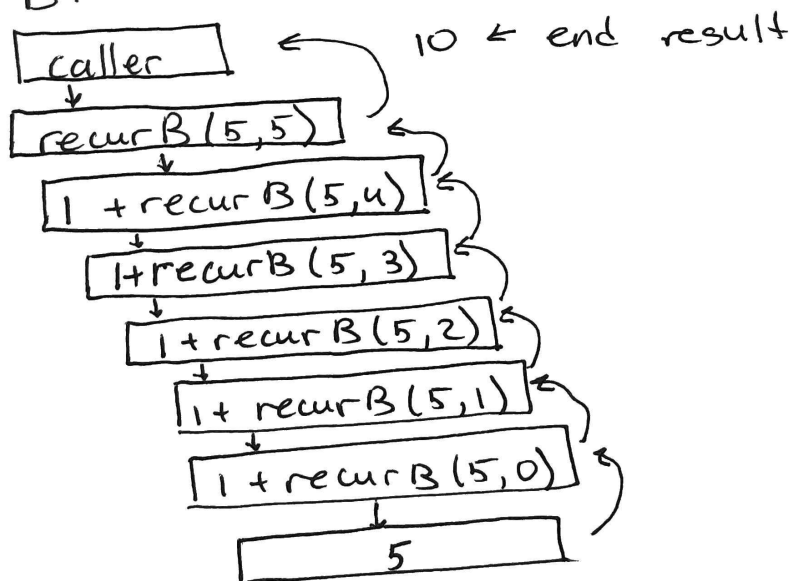 B.
10 ← end result
caller
recurB(5,5)
1 + recurB(5,4)
1+recurB(5,3)
1+recurB(5,2)
1+ recurB(5,1)
1 + recurB(5,0)
5